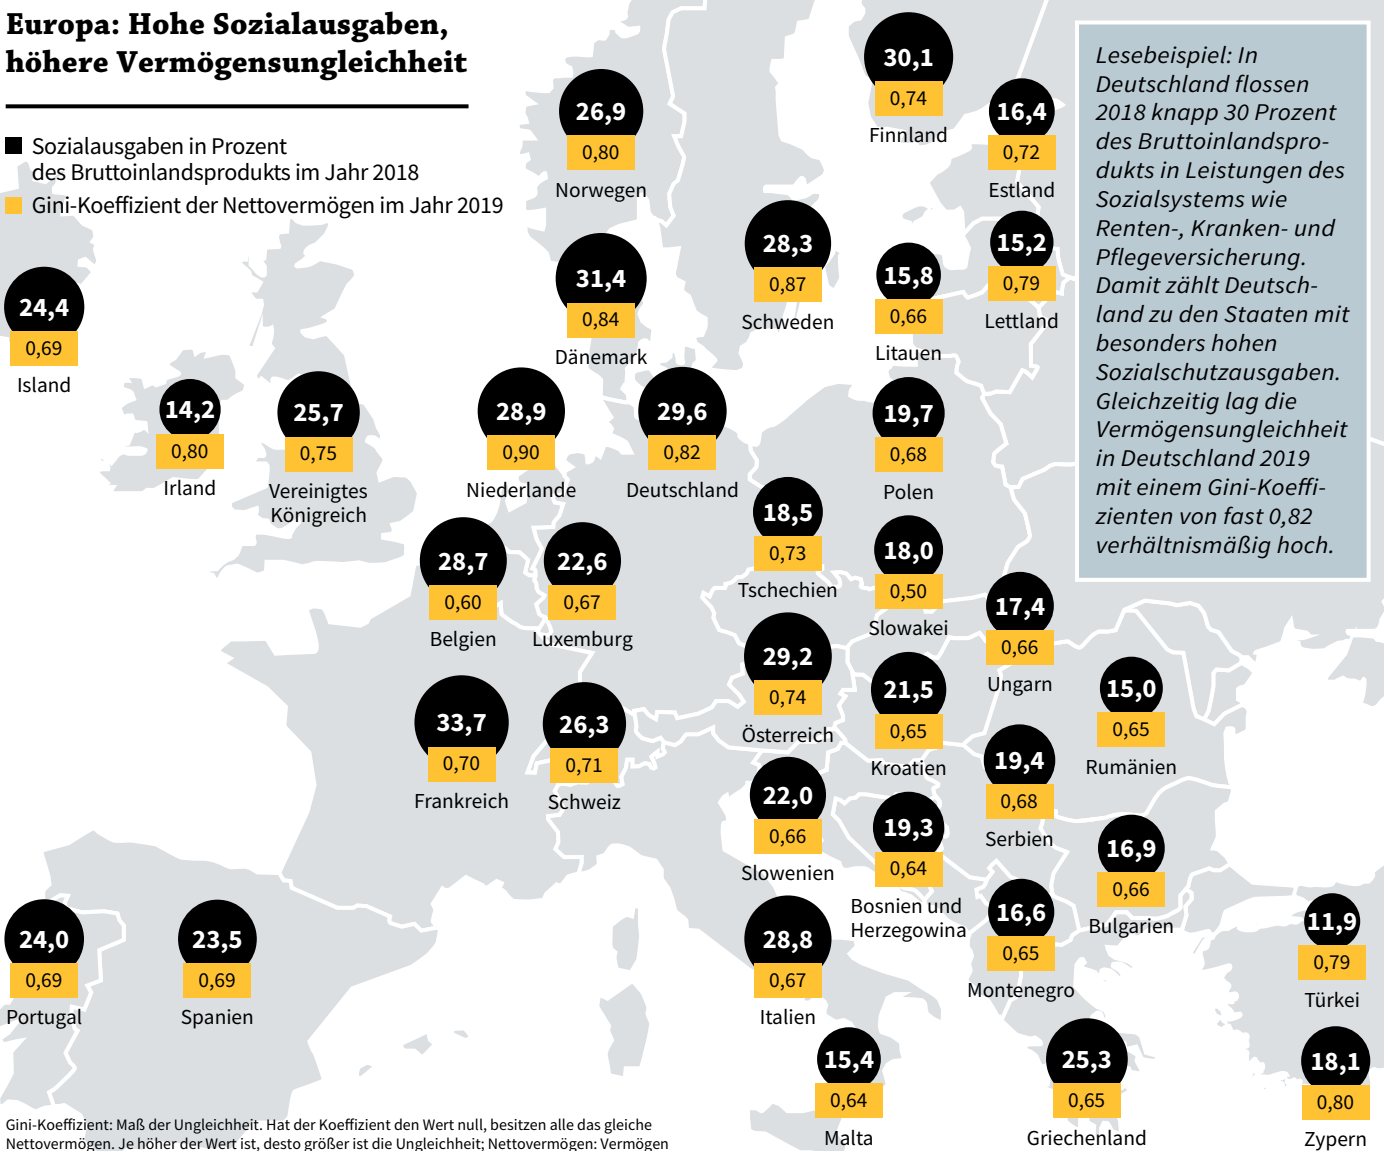 Europa: Hohe Sozialausgaben,
höhere Vermögensungleichheit
Sozialausgaben in Prozent
des Bruttoinlandsprodukts im Jahr 2018
Gini-Koeffizient der Nettovermögen im Jahr 2019
Lesebeispiel: In
Deutschland flossen
2018 knapp 30 Prozent
des Bruttoinlandspro-
dukts in Leistungen des
Sozialsystems wie
Renten-, Kranken- und
Pflegeversicherung.
Damit zählt Deutsch-
land zu den Staaten mit
besonders hohen
Sozialschutzausgaben.
Gleichzeitig lag die
Vermögensungleichheit
in Deutschland 2019
mit einem Gini-Koeffi-
zienten von fast 0,82
verhältnismäßig hoch.
30,1
0,74
Finnland
26,9
0,80
Norwegen
16,4
0,72
Estland
28,3
0,87
Schweden
15,2
0,79
Lettland
31,4
0,84
Dänemark
15,8
0,66
Litauen
24,4
0,69
Island
14,2
0,80
Irland
25,7
0,75
Vereinigtes
Königreich
28,9
0,90
Niederlande
29,6
0,82
Deutschland
19,7
0,68
Polen
18,5
0,73
Tschechien
28,7
0,60
Belgien
22,6
0,67
Luxemburg
18,0
0,50
Slowakei
17,4
0,66
Ungarn
29,2
0,74
Österreich
21,5
0,65
Kroatien
15,0
0,65
Rumänien
33,7
0,70
Frankreich
26,3
0,71
Schweiz
19,4
0,68
Serbien
22,0
0,66
Slowenien
19,3
0,64
Bosnien und
Herzegowina
16,9
0,66
Bulgarien
24,0
0,69
Portugal
23,5
0,69
Spanien
28,8
0,67
Italien
16,6
0,65
Montenegro
11,9
0,79
Türkei
15,4
0,64
Malta
25,3
0,65
Griechenland
18,1
0,80
Zypern
Gini-Koeffizient: Maß der Ungleichheit. Hat der Koeffizient den Wert null, besitzen alle das gleiche
Nettovermögen. Je höher der Wert ist, desto größer ist die Ungleichheit; Nettovermögen: Vermögen